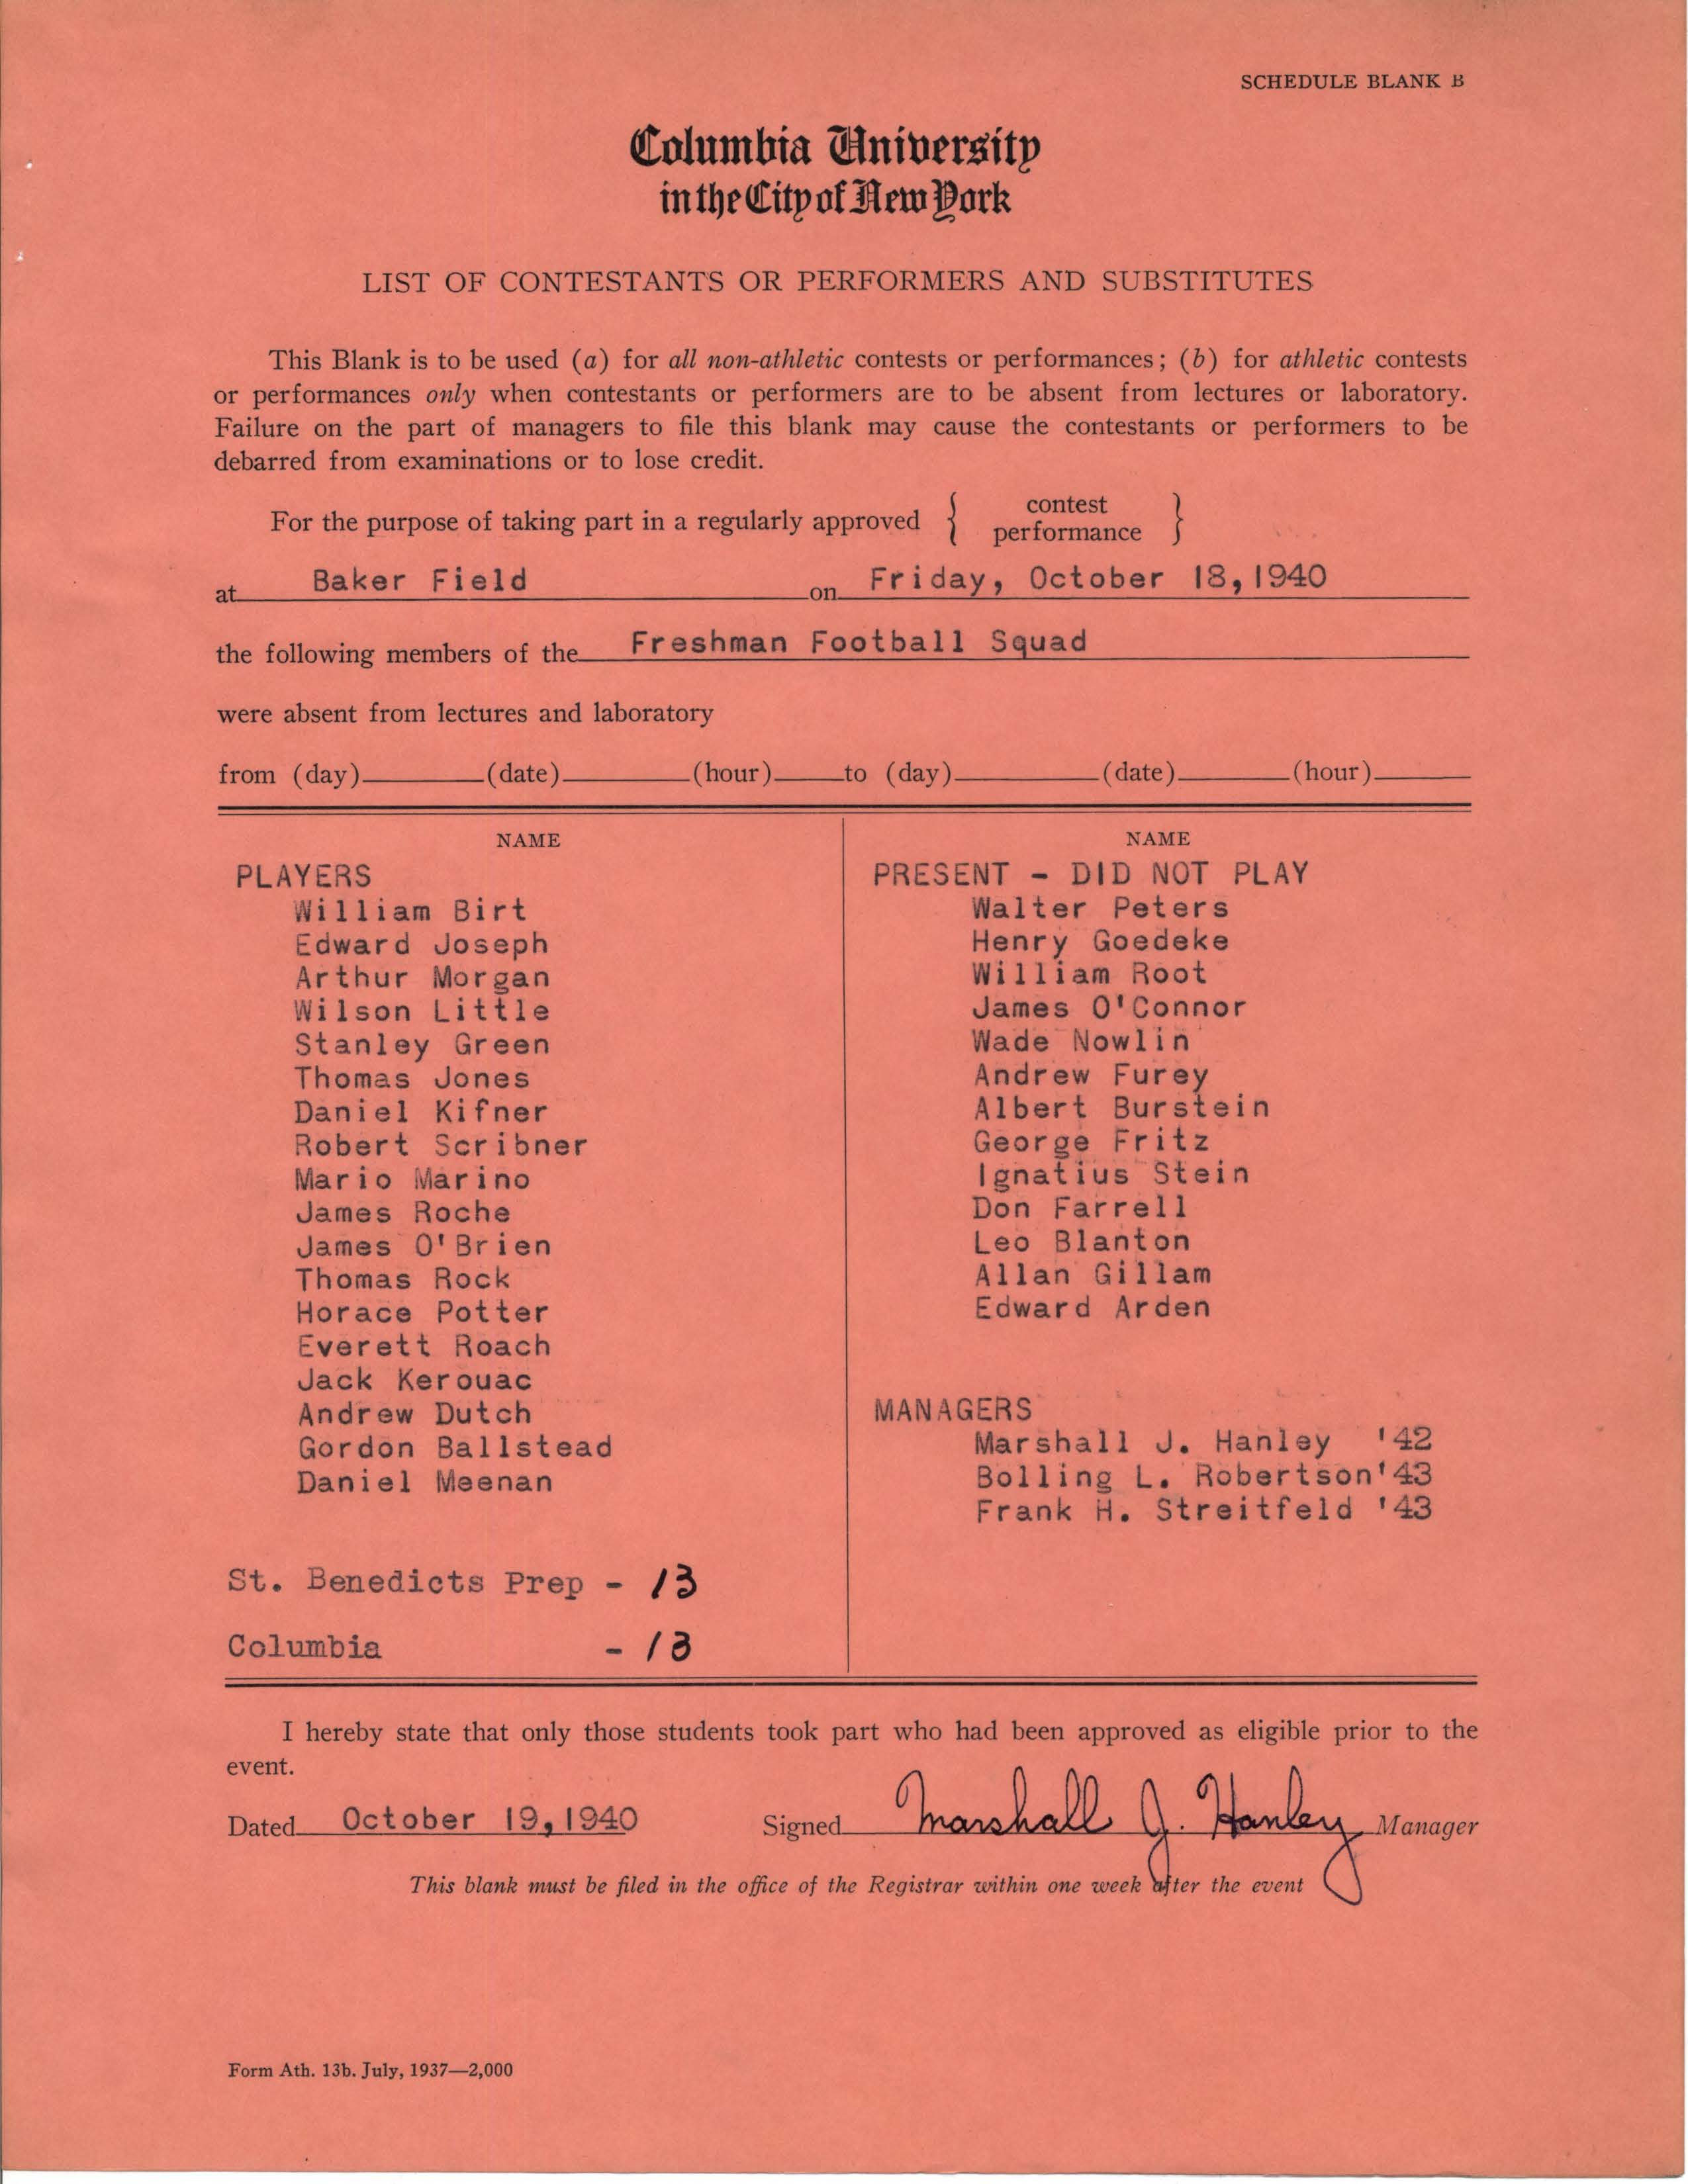 SCHEDULE BLANK B
Columbia University
in the City of New York
LIST OF CONTESTANTS OR PERFORMERS AND SUBSTITUTES
This Blank is to be used (a) for all non-athletic contests or performances; (b) for athletic contests
or performances only when contestants or performers are to be absent from lectures or laboratory.
Failure on the part of managers to file this blank may cause the contestants or performers to be
debarred from examinations or to lose credit.
For the purpose of taking part in a regularly approved { contest
performance }
at Baker Field on Friday, October 18, 1940
the following members of the Freshman Football Squad
were absent from lectures and laboratory
from (day) (date) (hour) to (day) (date) (hour)
NAME
PLAYERS
William Birt
Edward Joseph
Arthur Morgan
Wilson Little
Stanley Green
Thomas Jones
Daniel Kifner
Robert Scribner
Mario Marino
James Roche
James O'Brien
Thomas Rock
Horace Potter
Everett Roach
Jack Kerouac
Andrew Dutch
Gordon Ballstead
Daniel Meenan
St. Benedicts Prep - 13
Columbia - 13
NAME
PRESENT - DID NOT PLAY
Walter Peters
Henry Goedeke
William Root
James O'Connor
Wade Nowlin
Andrew Furey
Albert Burstein
George Fritz
Ignatius Stein
Don Farrell
Leo Blanton
Allan Gillam
Edward Arden
MANAGERS
Marshall J. Hanley '42
Bolling L. Robertson '43
Frank H. Streitfeld '43
I hereby state that only those students took part who had been approved as eligible prior to the
event.
Dated October 19, 1940 Signed Marshall J. Hanley Manager
This blank must be filed in the office of the Registrar within one week after the event
Form Ath. 13b. July, 1937—2,000